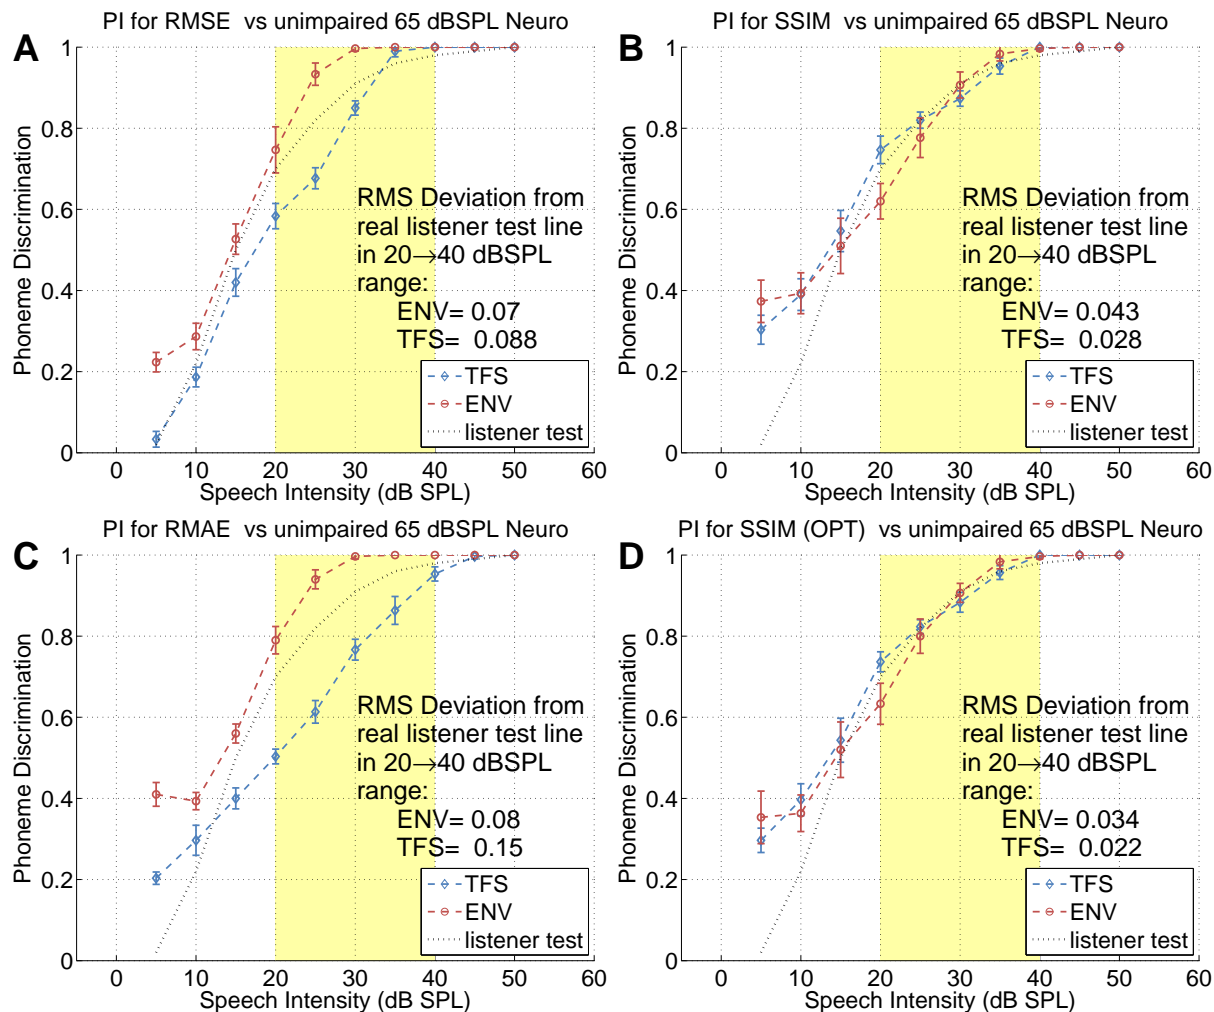 A
PI for RMSE vs unimpaired 65 dBSPL Neuro
Phoneme Discrimination
1
0.8
0.6
0.4
0.2
0
RMS Deviation from
real listener test line
in 20→40 dBSPL
range:
ENV= 0.07
TFS= 0.088
TFS
ENV
listener test
0 10 20 30 40 50 60
Speech Intensity (dB SPL)
B
PI for SSIM vs unimpaired 65 dBSPL Neuro
Phoneme Discrimination
1
0.8
0.6
0.4
0.2
0
RMS Deviation from
real listener test line
in 20→40 dBSPL
range:
ENV= 0.043
TFS= 0.028
TFS
ENV
listener test
0 10 20 30 40 50 60
Speech Intensity (dB SPL)
C
PI for RMAE vs unimpaired 65 dBSPL Neuro
Phoneme Discrimination
1
0.8
0.6
0.4
0.2
0
RMS Deviation from
real listener test line
in 20→40 dBSPL
range:
ENV= 0.08
TFS= 0.15
TFS
ENV
listener test
0 10 20 30 40 50 60
Speech Intensity (dB SPL)
D
PI for SSIM (OPT) vs unimpaired 65 dBSPL Neuro
Phoneme Discrimination
1
0.8
0.6
0.4
0.2
0
RMS Deviation from
real listener test line
in 20→40 dBSPL
range:
ENV= 0.034
TFS= 0.022
TFS
ENV
listener test
0 10 20 30 40 50 60
Speech Intensity (dB SPL)